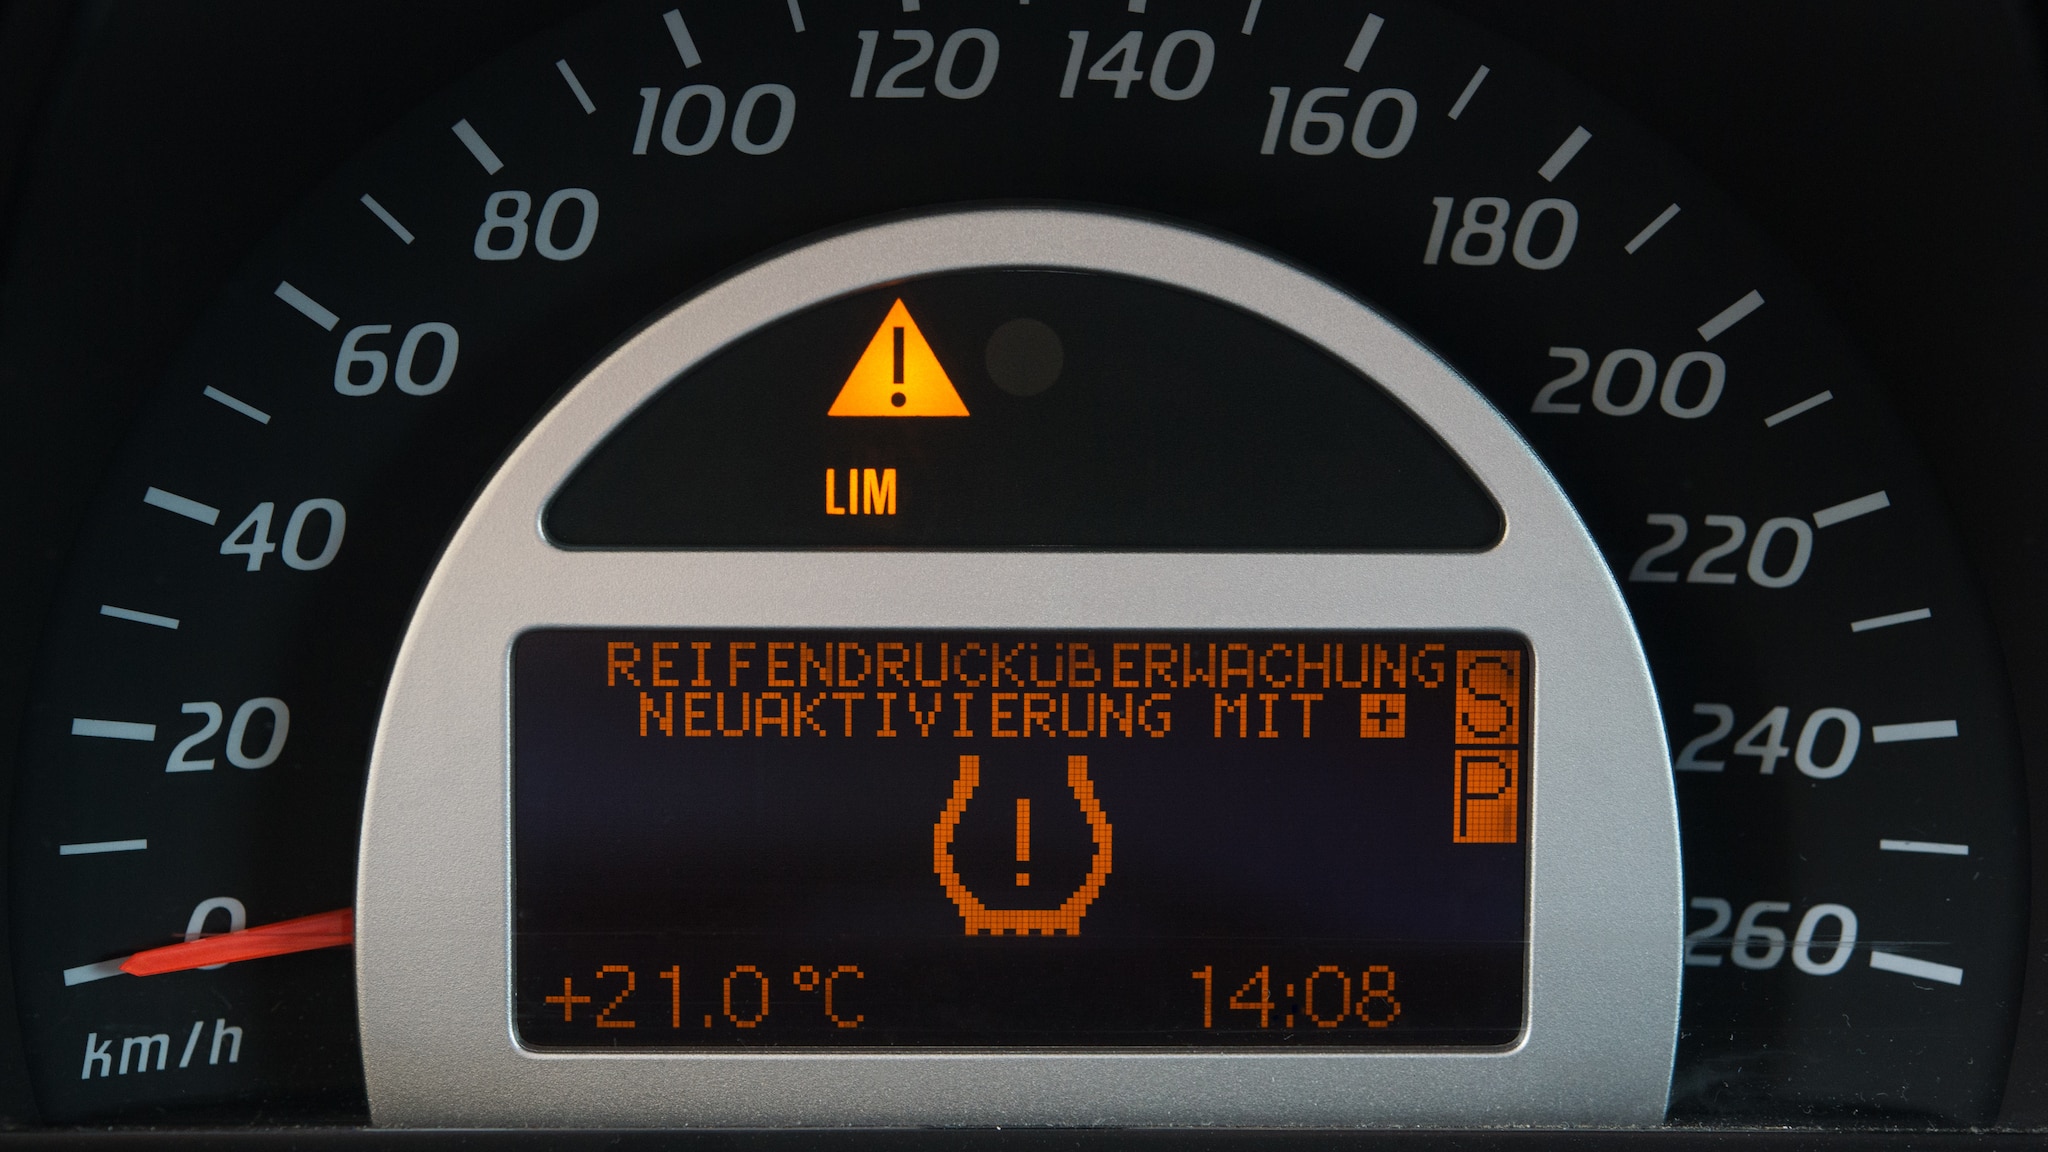 0
20
40
60
80
100
120
140
160
180
200
220
240
260
km/h
!
LIM
REIFENDRUCKÜBERWACHUNG
NEUAKTIVIERUNG MIT +
S
P
!
+21.0 °C
14:08